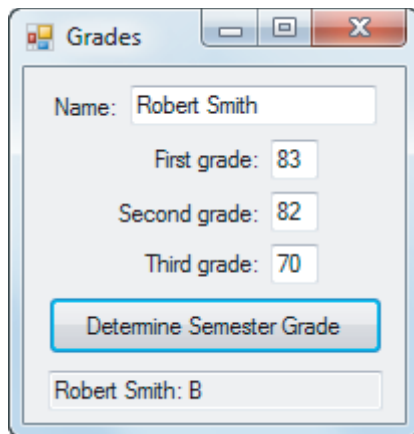 Grades
Name: Robert Smith
First grade: 83
Second grade: 82
Third grade: 70
Determine Semester Grade
Robert Smith: B